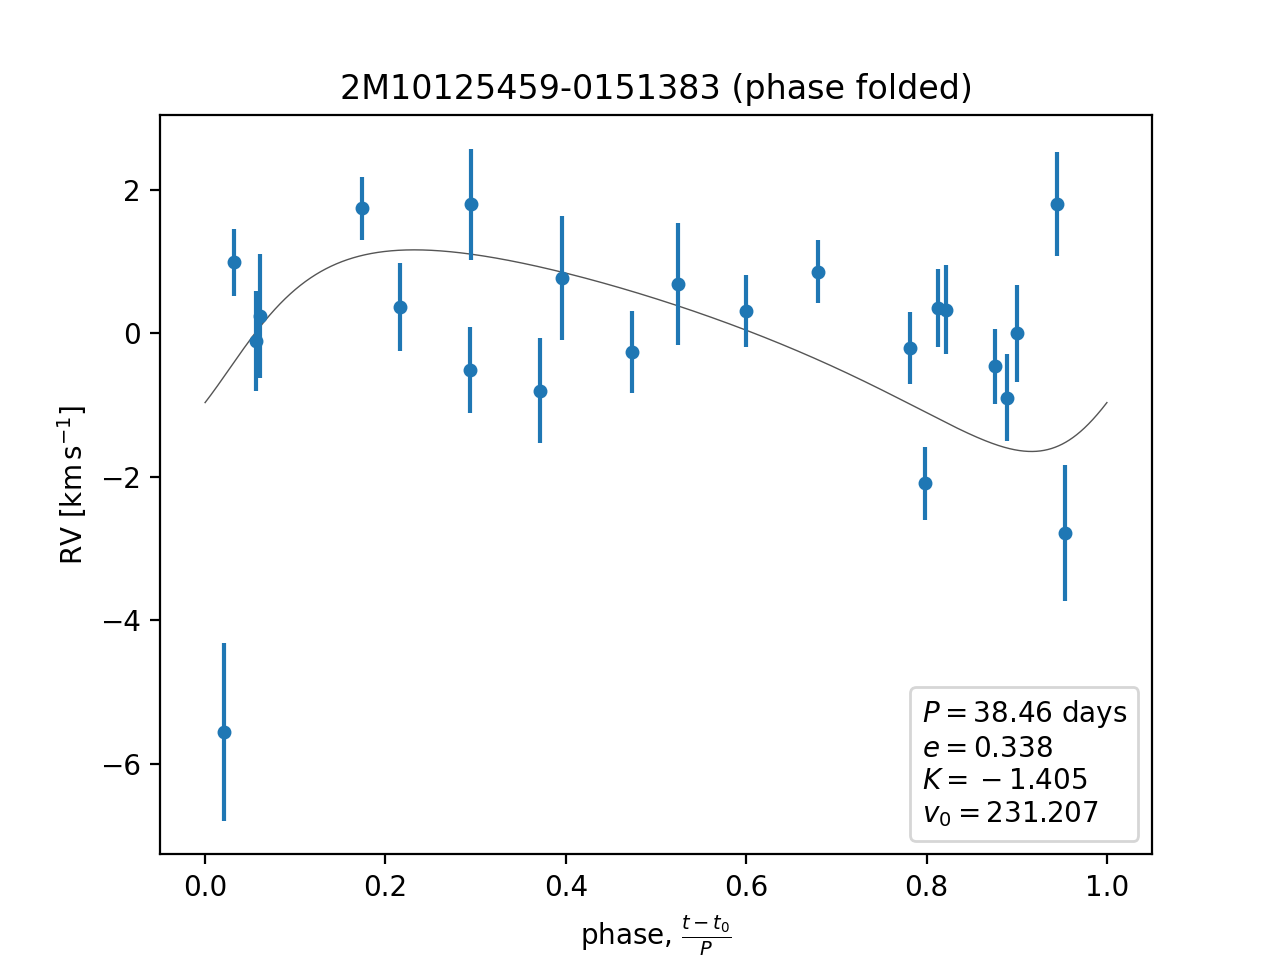 2M10125459-0151383 (phase folded)
RV [km s⁻¹]
2
0
−2
−4
−6
P = 38.46 days
e = 0.338
K = −1.405
v₀ = 231.207
0.0 0.2 0.4 0.6 0.8 1.0
phase, (t − t₀)/P